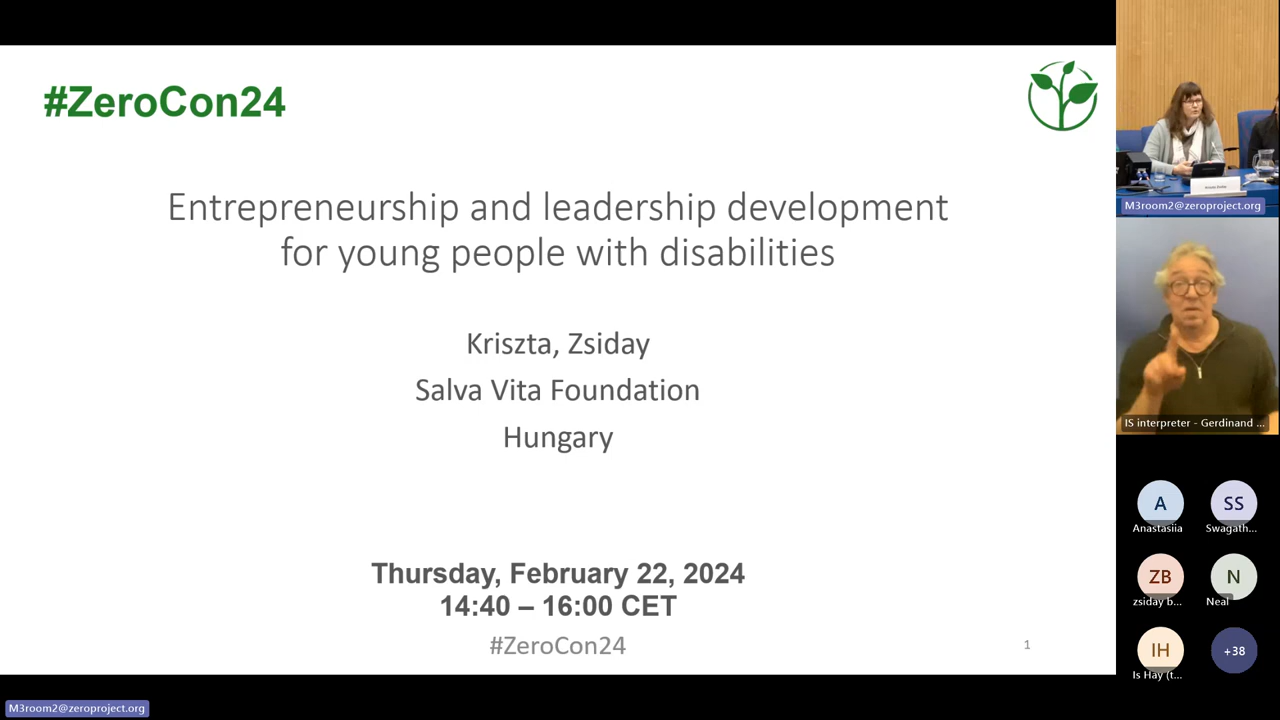 #ZeroCon24
Entrepreneurship and leadership development
for young people with disabilities
Kriszta, Zsiday
Salva Vita Foundation
Hungary
Thursday, February 22, 2024
14:40 – 16:00 CET
#ZeroCon24
1
M3room2@zeroproject.org
M3room2@zeroproject.org
IS interpreter - Gerdinand ...
A
Anastasiia
SS
Swagath...
ZB
zsiday b...
N
Neal
IH
Is Hay (t...
+38